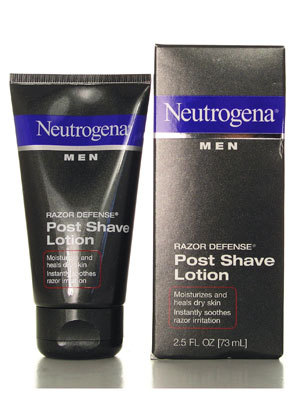 Neutrogena
MEN
RAZOR DEFENSE®
Post Shave
Lotion
Moisturizes and
heals dry skin
Instantly soothes
razor irritation
Neutrogena®
MEN
RAZOR DEFENSE®
Post Shave
Lotion
Moisturizes and
heals dry skin
Instantly soothes
razor irritation
2.5 FL OZ [73 mL]